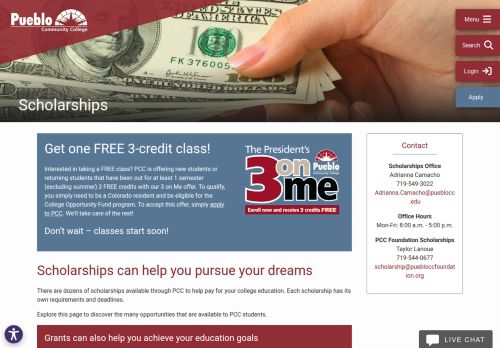 Pueblo
Community College
Menu
Search
Login
Apply
FK376005
Scholarships
Get one FREE 3-credit class!
Interested in taking a FREE class? PCC is offering new students or
returning students that have been out for at least 1 semester
(excluding summer) 3 FREE credits with our 3 on Me offer. To qualify,
you simply need to be a Colorado resident and be eligible for the
College Opportunity Fund program. To accept this offer, simply apply
to PCC. We'll take care of the rest!
Don't wait – classes start soon!
The President's
3 on me
Pueblo
Community College
Enroll now and receive 3 credits FREE
Contact
Scholarships Office
Adrianna Camacho
719-549-3022
Adrianna.Camacho@pueblocc.
edu
Office Hours
Mon-Fri: 8:00 a.m. - 5:00 p.m.
PCC Foundation Scholarships
Taylor Lanoue
719-544-0677
scholarship@puebloccfoundat
ion.org
Scholarships can help you pursue your dreams
There are dozens of scholarships available through PCC to help pay for your college education. Each scholarship has its
own requirements and deadlines.
Explore this page to discover the many opportunities that are available to PCC students.
Grants can also help you achieve your education goals
LIVE CHAT